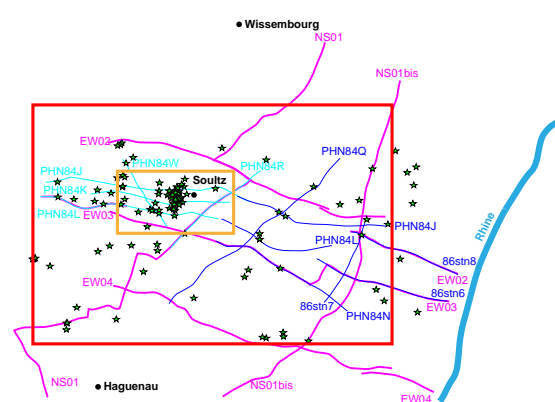 Wissembourg
NS01
NS01bis
EW02
PHN84Q
PHN84W
PHN84J
PHN84R
Soultz
PHN84K
PHN84L
EW03
PHN84J
Rhine
PHN84L
86stn8
EW02
EW04
86stn6
86stn7
EW03
PHN84N
NS01
Haguenau
NS01bis
EW04